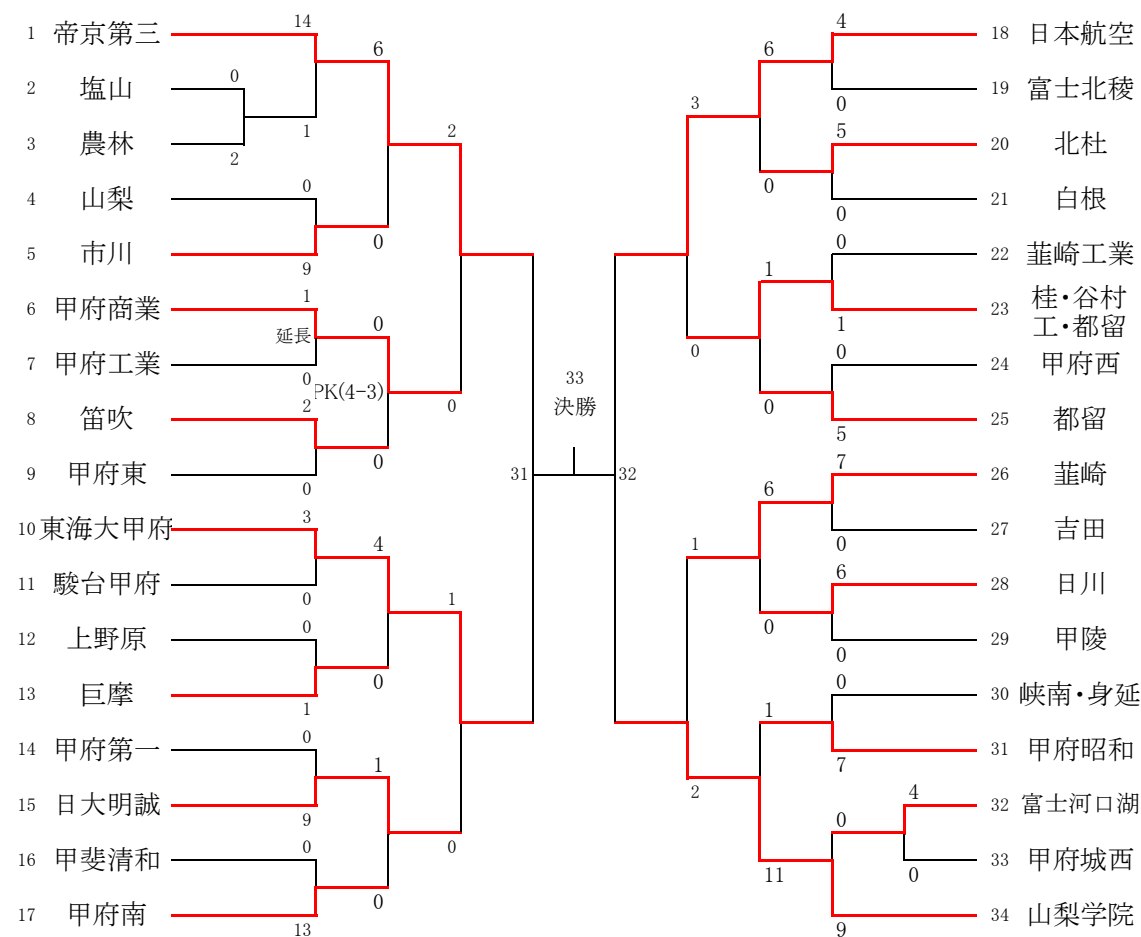 14
1 帝京第三
6
0
2 塩山
1
3 農林
2
2
0
4 山梨
0
5 市川
9
1
6 甲府商業
延長
0
7 甲府工業
0
PK(4-3)
2
8 笛吹
0
0
9 甲府東
0
31
3
10 東海大甲府
4
11 駿台甲府
0
1
0
12 上野原
0
13 巨摩
1
0
14 甲府第一
1
15 日大明誠
9
0
0
16 甲斐清和
0
17 甲府南
13
33
決勝
4
18 日本航空
6
19 富士北稜
0
3
5
20 北杜
0
21 白根
0
0
22 韮崎工業
1
23 桂・谷村
工・都留
1
0
0
24 甲府西
0
25 都留
5
32
7
26 韮崎
6
27 吉田
0
1
6
28 日川
0
29 甲陵
0
0
30 峡南・身延
1
31 甲府昭和
7
2
4
32 富士河口湖
0
33 甲府城西
0
11
34 山梨学院
9